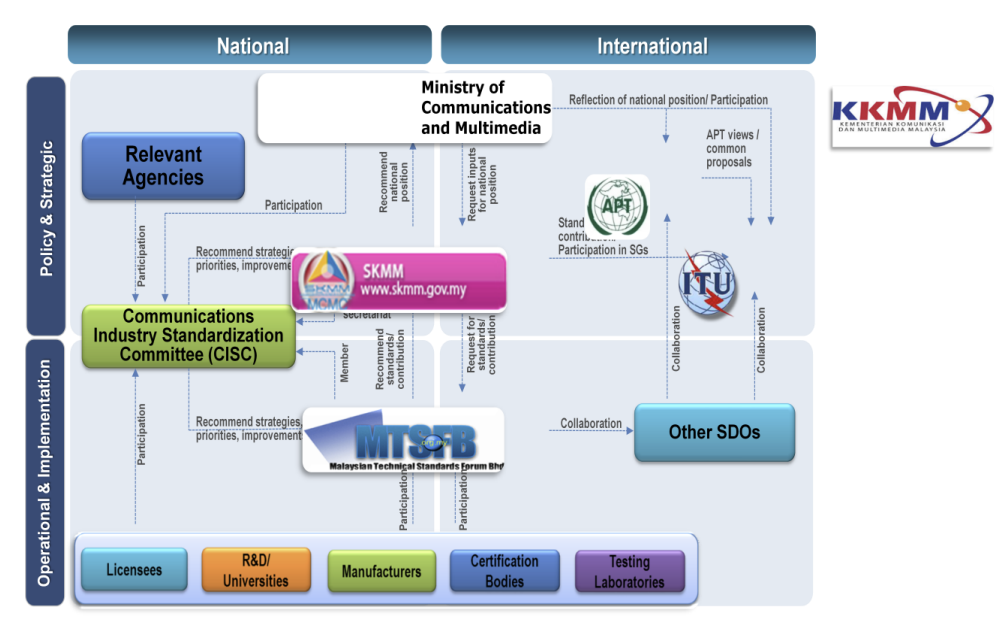 National
International
Policy & Strategic
Operational & Implementation
Ministry of
Communications
and Multimedia
Reflection of national position/ Participation
KKMM
KEMENTERIAN KOMUNIKASI
DAN MULTIMEDIA MALAYSIA
APT views /
common
proposals
Relevant
Agencies
Recommend
national
position
Request inputs
for national
position
Participation
Participation
APT
Stand
contribution
Participation in SGs
ITU
Recommend strategie
priorities, improveme
SKMM
MCMC
SKMM
www.skmm.gov.my
Secretariat
Communications
Industry Standardization
Committee (CISC)
Member
Recommend
standards/
contribution
Request for
standards/
contribution
Collaboration
Collaboration
Participation
Recommend strategies,
priorities, improvement
MTSFB
Malaysian Technical Standards Forum Bhd
Collaboration
Other SDOs
Participation
Participation
Licensees
R&D/
Universities
Manufacturers
Certification
Bodies
Testing
Laboratories